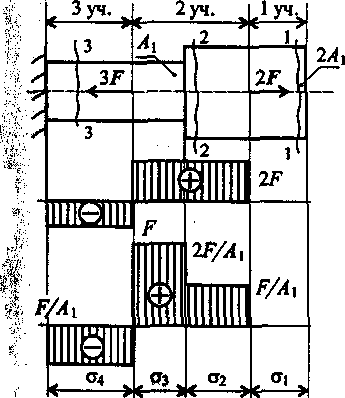 3 уч. 2 уч. 1 уч.
3 A₁ 2 1 2A₁
3F 2F
3 2 1
+ 2F
−
F
2F/A₁
F/A₁ + F/A₁
−
σ₄ σ₃ σ₂ σ₁